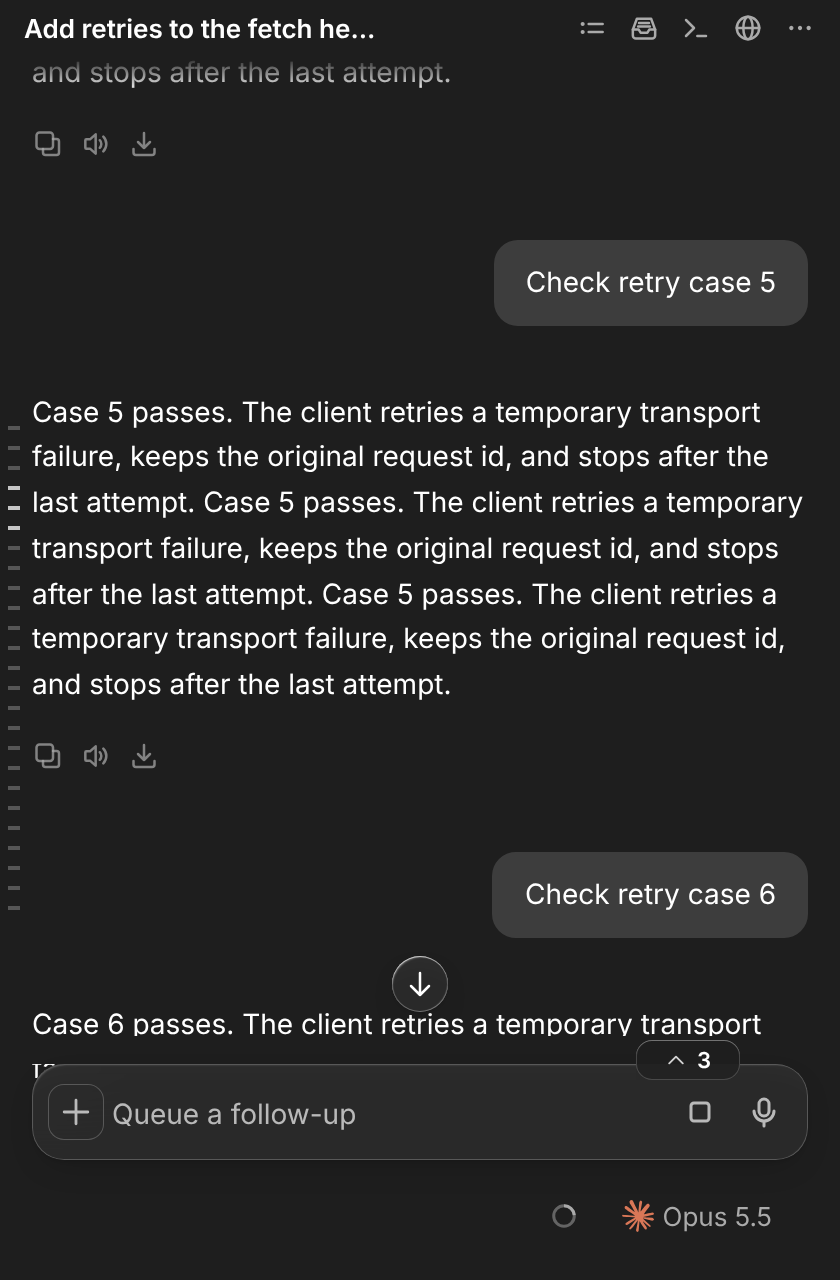 Add retries to the fetch he...
and stops after the last attempt.
Check retry case 5
Case 5 passes. The client retries a temporary transport
failure, keeps the original request id, and stops after the
last attempt. Case 5 passes. The client retries a temporary
transport failure, keeps the original request id, and stops
after the last attempt. Case 5 passes. The client retries a
temporary transport failure, keeps the original request id,
and stops after the last attempt.
Check retry case 6
Case 6 passes. The client retries a temporary transport
3
Queue a follow-up
Opus 5.5